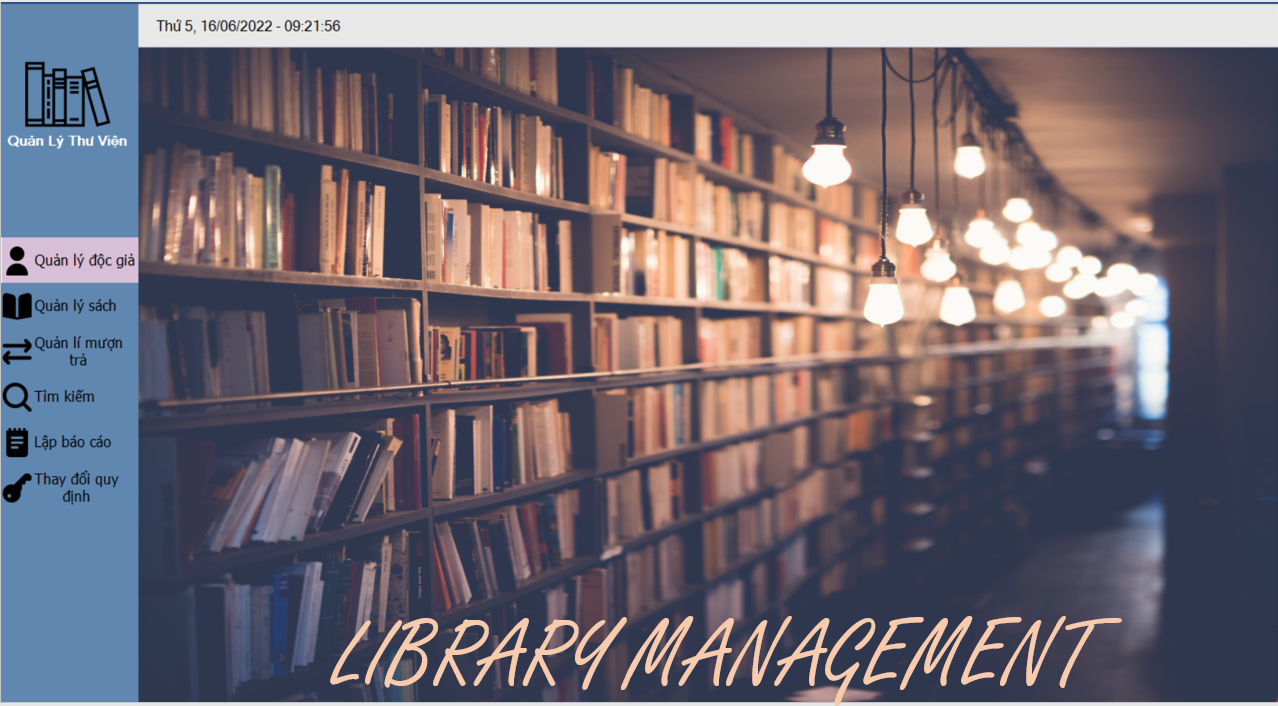 Thứ 5, 16/06/2022 - 09:21:56
Quản Lý Thư Viện
Quản lý độc giả
Quản lý sách
Quản lí mượn
trả
Tìm kiếm
Lập báo cáo
Thay đổi quy
định
LIBRARY MANAGEMENT